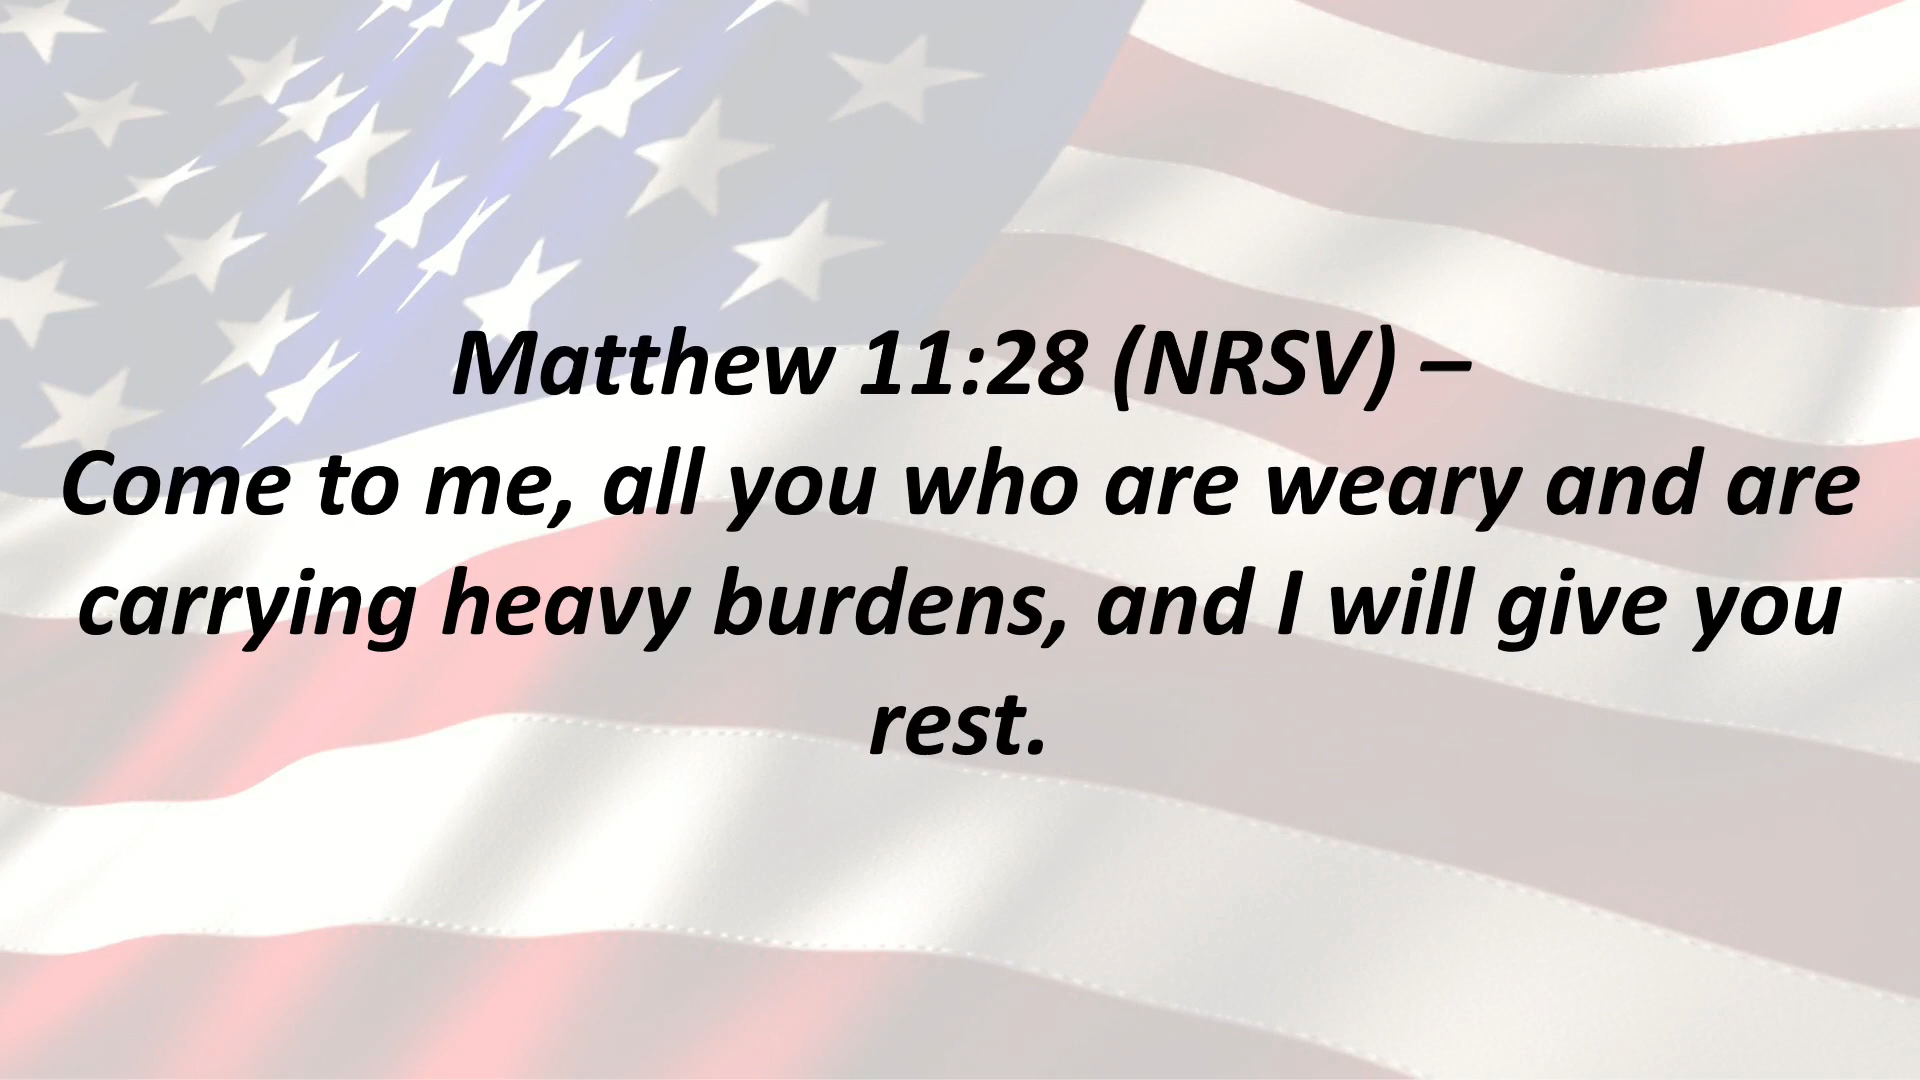 Matthew 11:28 (NRSV) –
Come to me, all you who are weary and are
carrying heavy burdens, and I will give you
rest.